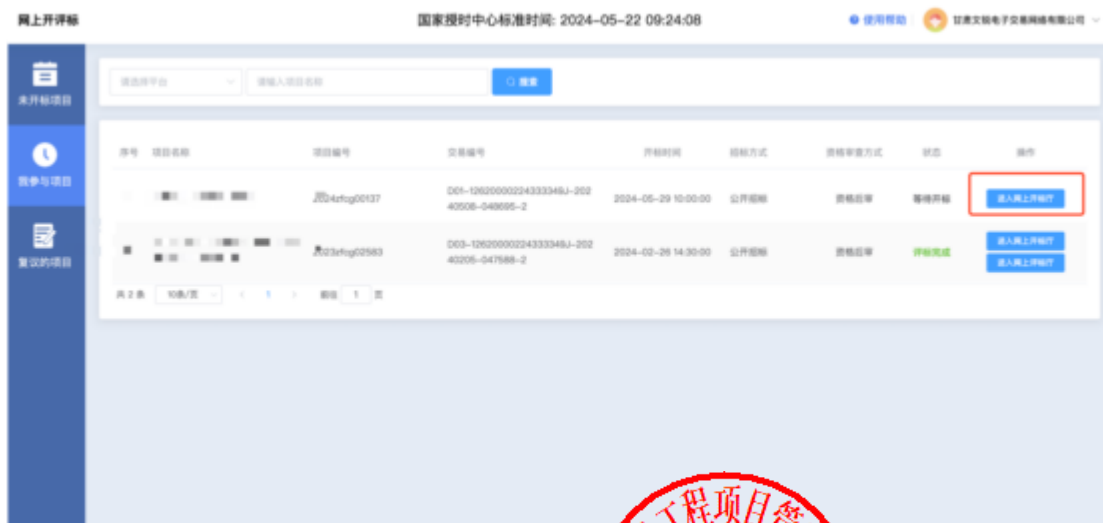 网上开评标
国家授时中心标准时间: 2024-05-22 09:24:08
使用帮助
甘肃文锐电子交易网络有限公司
未开标项目
我参与项目
复议的项目
请选择平台
请输入项目名称
搜索
序号 项目名称 项目编号 交易编号 开标时间 招标方式 资格审查方式 状态 操作
2024zfcg00137 D01-12620000224333349J-202 2024-05-29 10:00:00 公开招标 资格后审 等待开标 进入网上开标厅
40508-048695-2
2023zfcg02563 D03-12620000224333349J-202 2024-02-26 14:30:00 公开招标 资格后审 评标完成 进入网上开标厅
40205-047588-2 进入网上开标厅
共 2 条 10条/页 1 前往 1 页
工程项目管